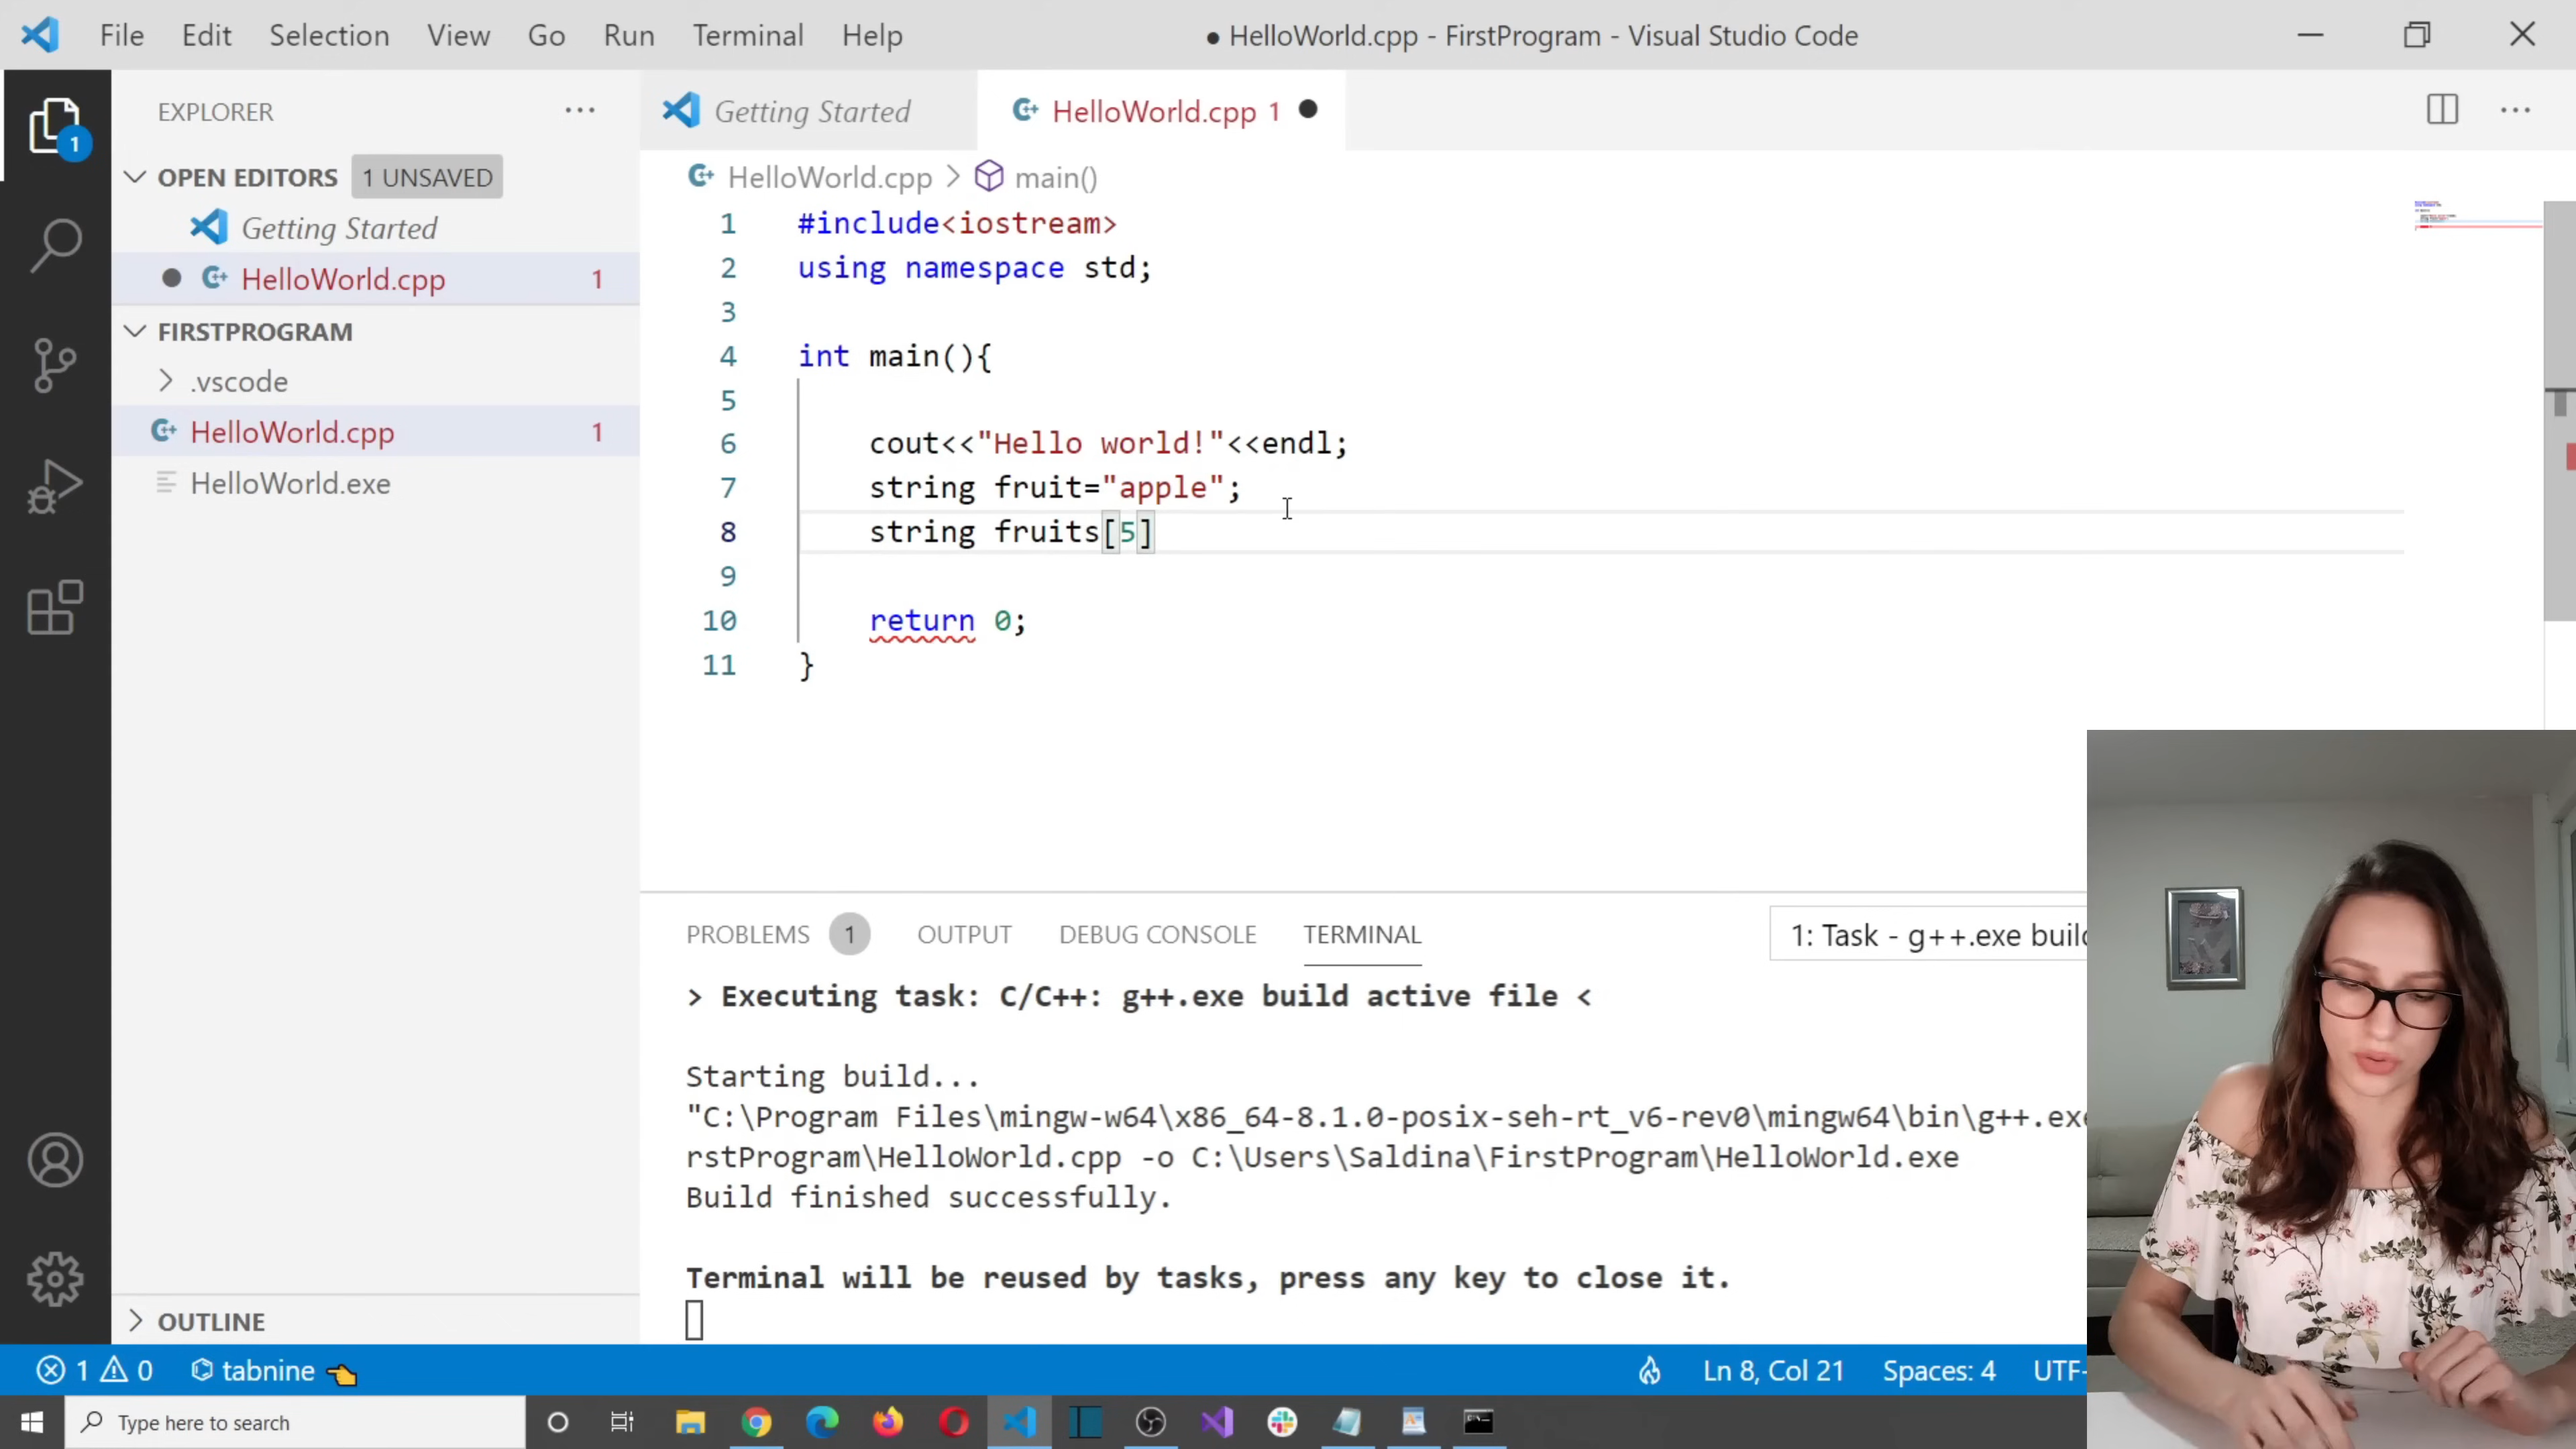 File Edit Selection View Go Run Terminal Help
● HelloWorld.cpp - FirstProgram - Visual Studio Code
EXPLORER
Getting Started
HelloWorld.cpp 1
1
OPEN EDITORS 1 UNSAVED
Getting Started
HelloWorld.cpp 1
FIRSTPROGRAM
.vscode
HelloWorld.cpp 1
HelloWorld.exe
OUTLINE
HelloWorld.cpp > main()
1 #include<iostream>
2 using namespace std;
3
4 int main(){
5
6 cout<<"Hello world!"<<endl;
7 string fruit="apple";
8 string fruits[5]
9
10 return 0;
11 }
PROBLEMS 1 OUTPUT DEBUG CONSOLE TERMINAL
1: Task - g++.exe build
> Executing task: C/C++: g++.exe build active file <
Starting build...
"C:\Program Files\mingw-w64\x86_64-8.1.0-posix-seh-rt_v6-rev0\mingw64\bin\g++.exe
rstProgram\HelloWorld.cpp -o C:\Users\Saldina\FirstProgram\HelloWorld.exe
Build finished successfully.
Terminal will be reused by tasks, press any key to close it.
1 0 tabnine
Ln 8, Col 21 Spaces: 4 UTF-
Type here to search